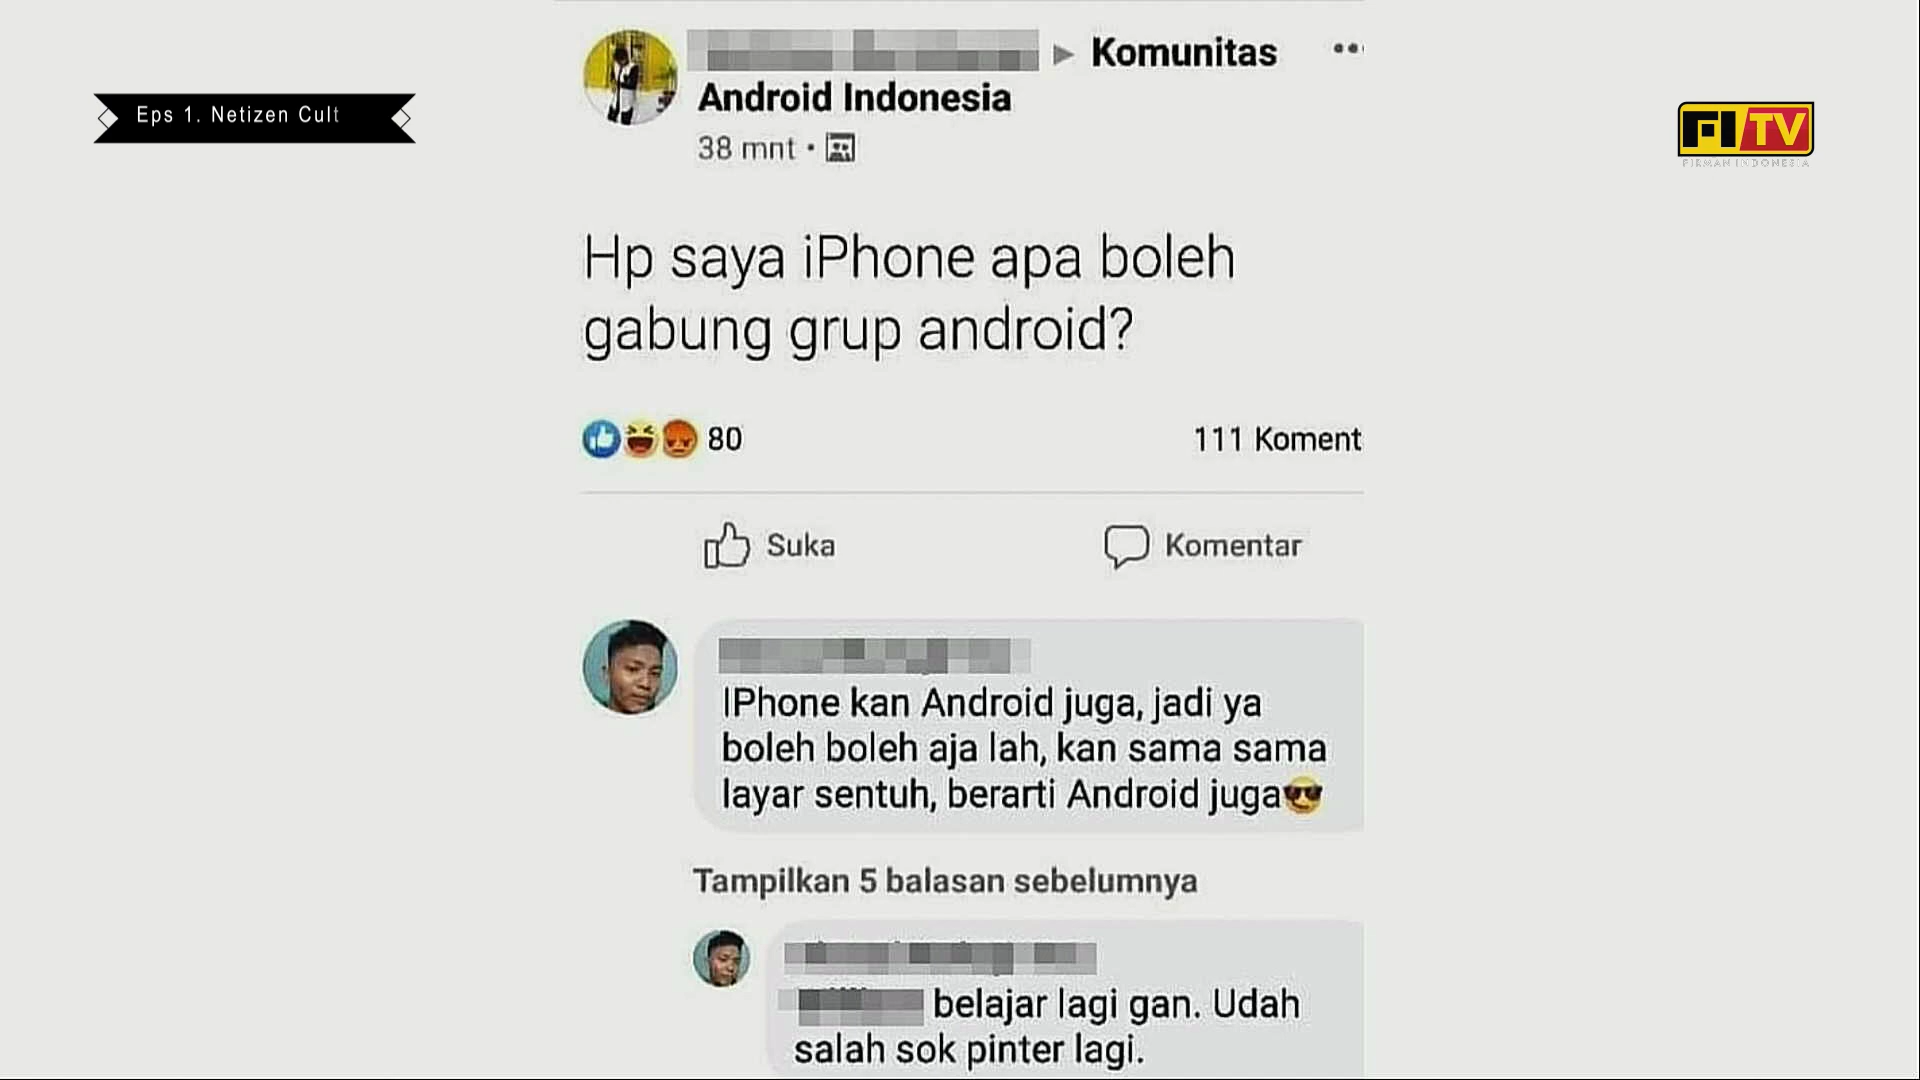 Eps 1. Netizen Cult
FI TV
FIRMAN INDONESIA
Komunitas
Android Indonesia
38 mnt •
Hp saya iPhone apa boleh
gabung grup android?
80
111 Koment
Suka
Komentar
IPhone kan Android juga, jadi ya
boleh boleh aja lah, kan sama sama
layar sentuh, berarti Android juga😎
Tampilkan 5 balasan sebelumnya
belajar lagi gan. Udah
salah sok pinter lagi.